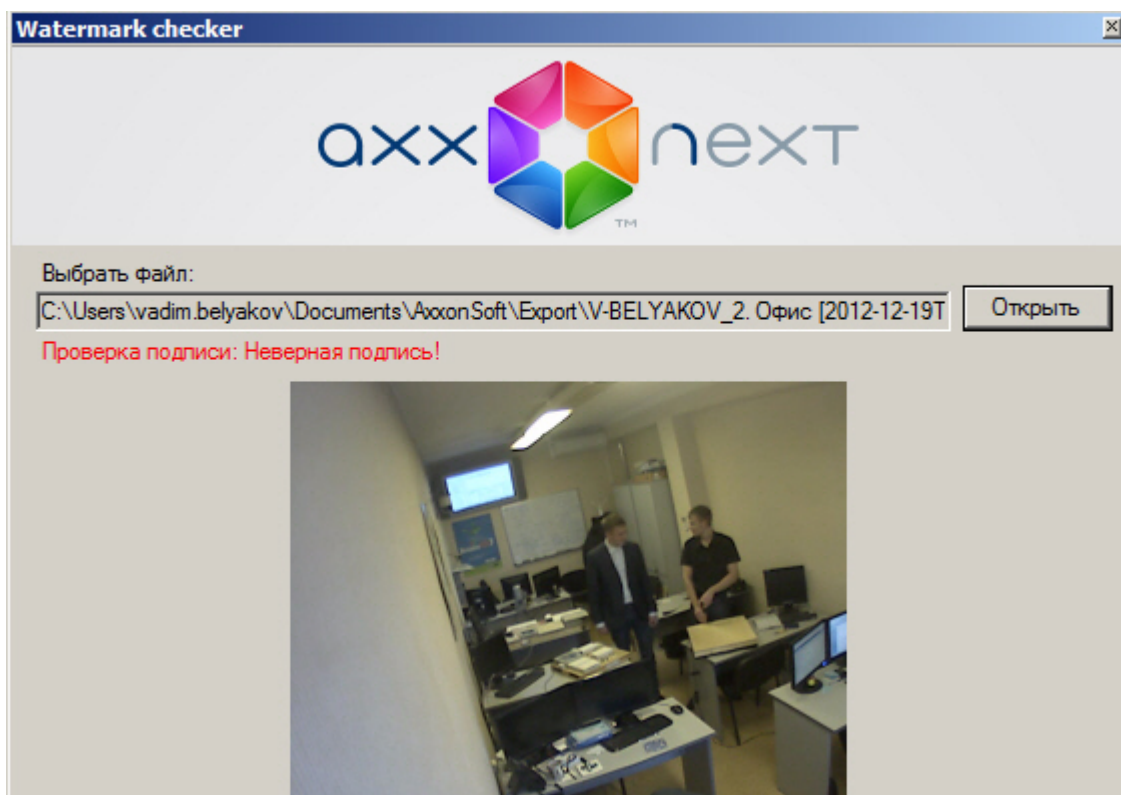 Watermark checker
axx next
TM
Выбрать файл:
C:\Users\vadim.belyakov\Documents\AxxonSoft\Export\V-BELYAKOV_2. Офис [2012-12-19T
Открыть
Проверка подписи: Неверная подпись!